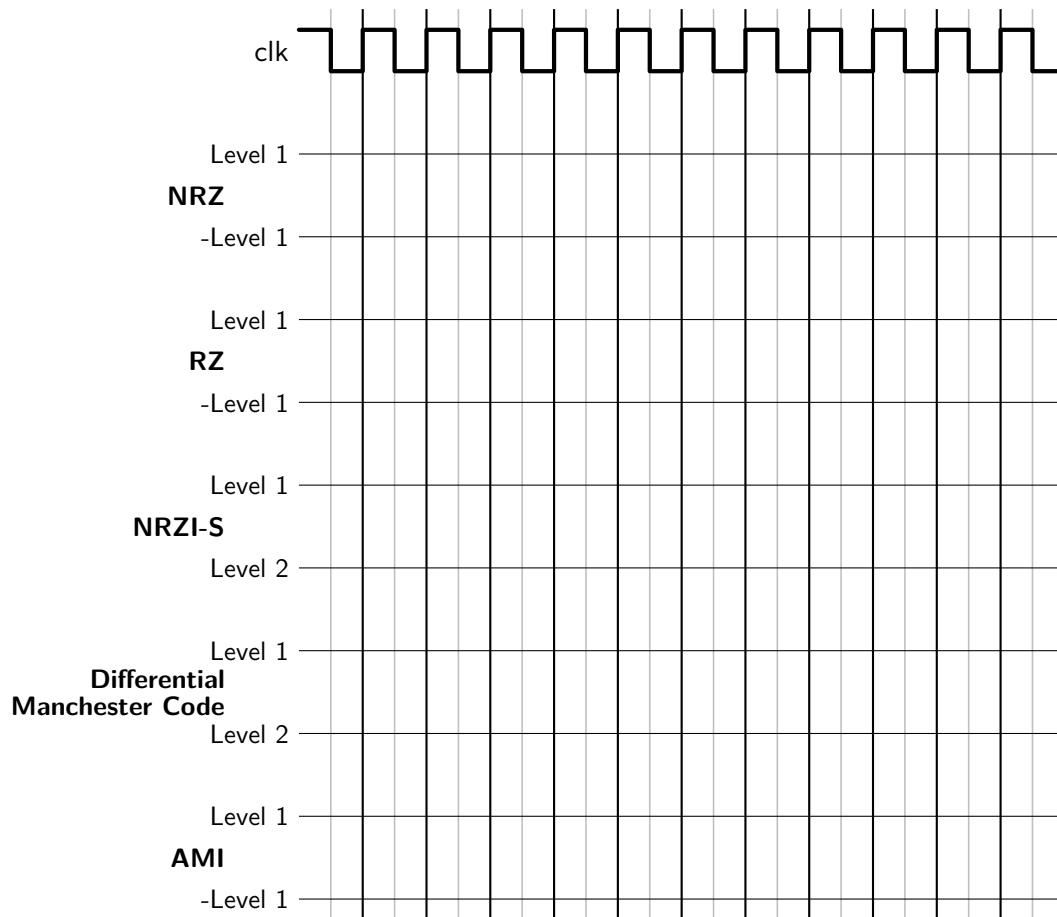 clk
Level 1
NRZ
-Level 1
Level 1
RZ
-Level 1
Level 1
NRZI-S
Level 2
Level 1
Differential
Manchester Code
Level 2
Level 1
AMI
-Level 1